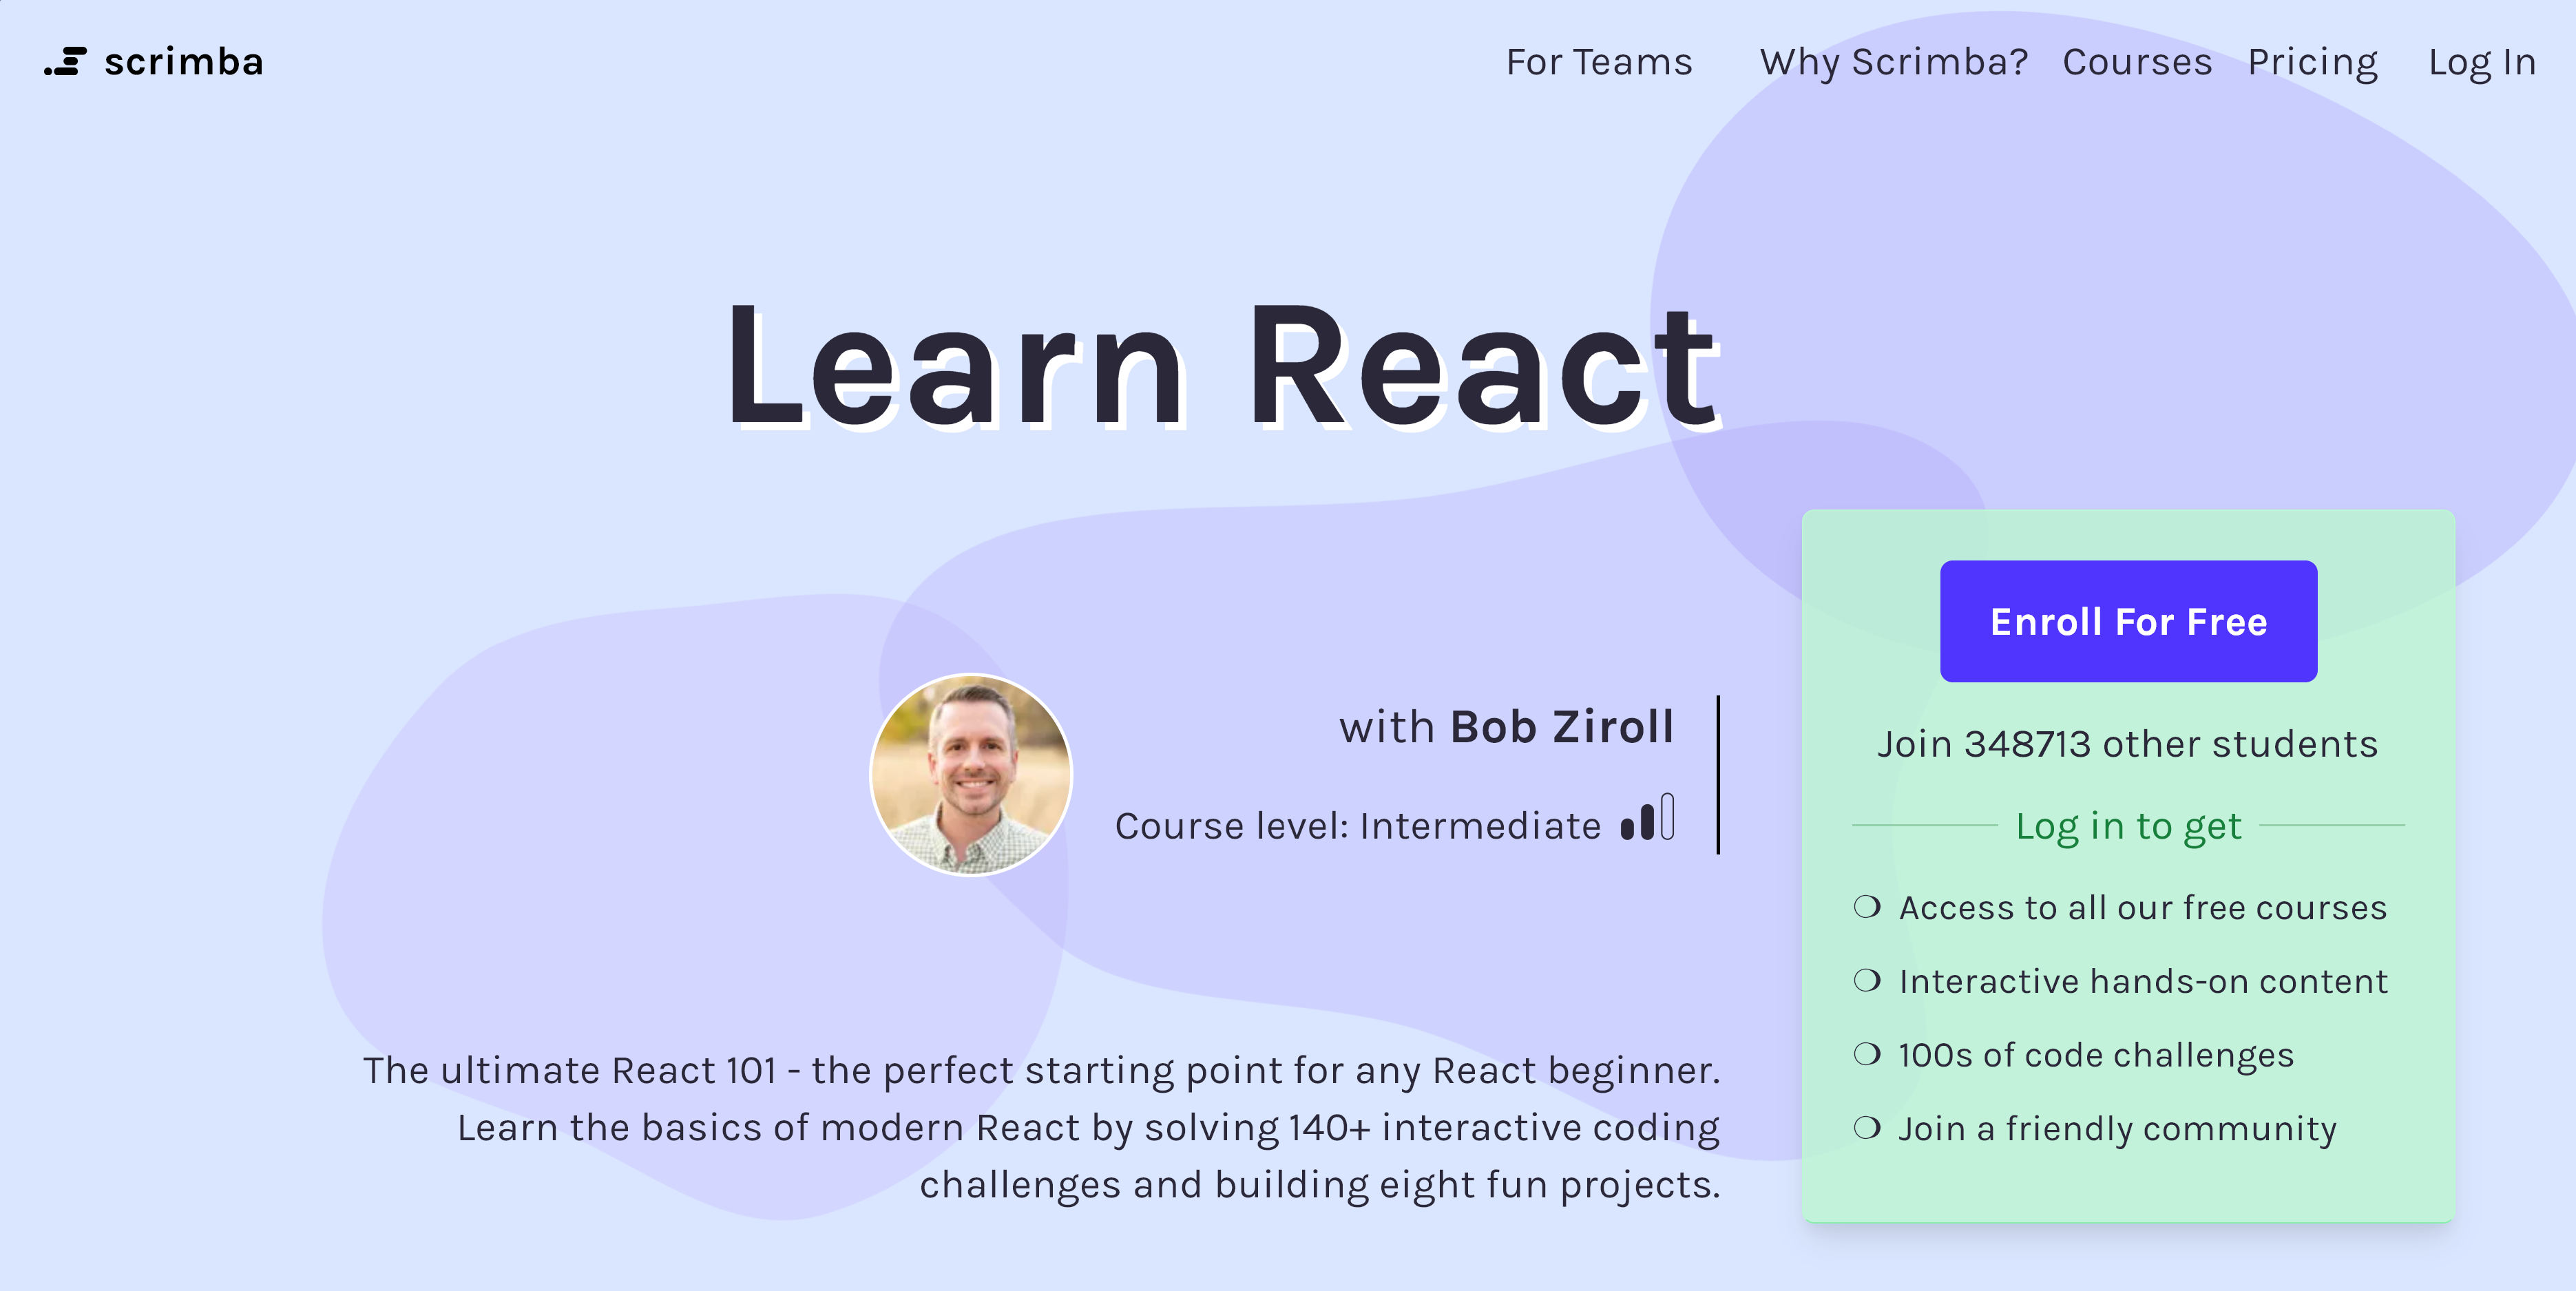 scrimba
For Teams
Why Scrimba?
Courses
Pricing
Log In
Learn React
with Bob Ziroll
Course level: Intermediate
The ultimate React 101 - the perfect starting point for any React beginner.
Learn the basics of modern React by solving 140+ interactive coding
challenges and building eight fun projects.
Enroll For Free
Join 348713 other students
Log in to get
❍ Access to all our free courses
❍ Interactive hands-on content
❍ 100s of code challenges
❍ Join a friendly community